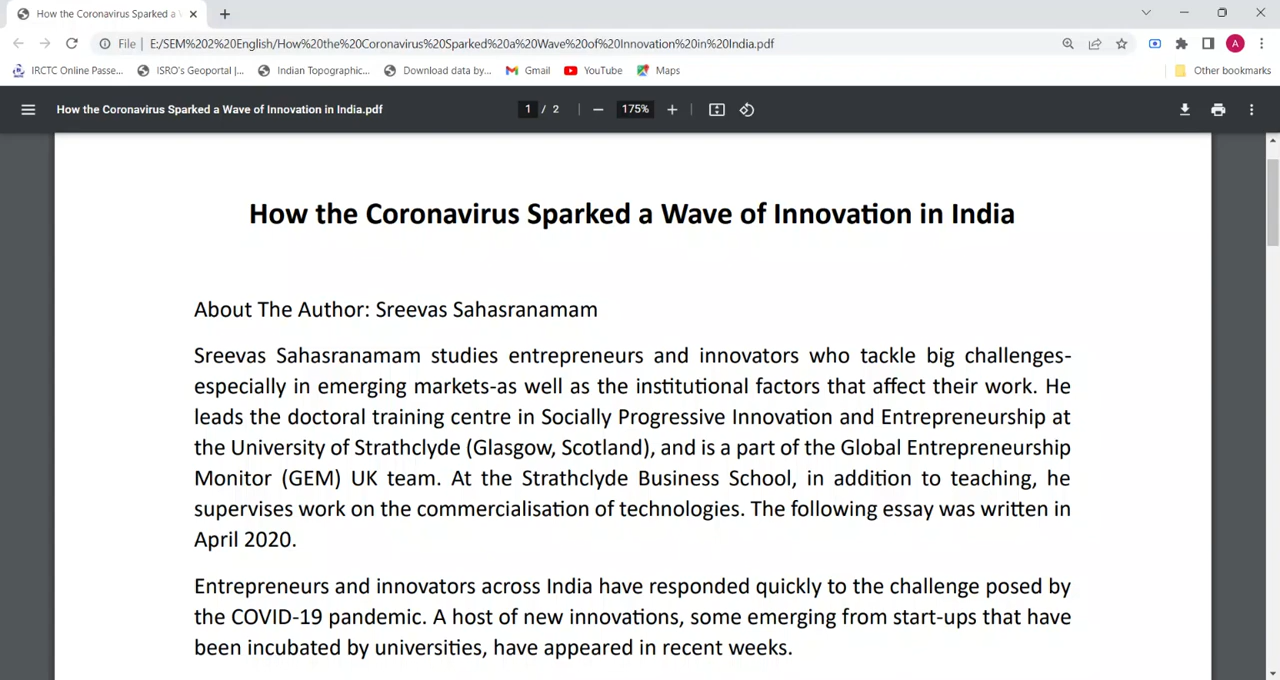 How the Coronavirus Sparked a
File E:/SEM%202%20English/How%20the%20Coronavirus%20Sparked%20a%20Wave%20of%20Innovation%20in%20India.pdf A
IRCTC Online Passe... ISRO's Geoportal |... Indian Topographic... Download data by... Gmail YouTube Maps Other bookmarks
How the Coronavirus Sparked a Wave of Innovation in India.pdf 1 / 2 175%
How the Coronavirus Sparked a Wave of Innovation in India
About The Author: Sreevas Sahasranamam
Sreevas Sahasranamam studies entrepreneurs and innovators who tackle big challenges-
especially in emerging markets-as well as the institutional factors that affect their work. He
leads the doctoral training centre in Socially Progressive Innovation and Entrepreneurship at
the University of Strathclyde (Glasgow, Scotland), and is a part of the Global Entrepreneurship
Monitor (GEM) UK team. At the Strathclyde Business School, in addition to teaching, he
supervises work on the commercialisation of technologies. The following essay was written in
April 2020.
Entrepreneurs and innovators across India have responded quickly to the challenge posed by
the COVID-19 pandemic. A host of new innovations, some emerging from start-ups that have
been incubated by universities, have appeared in recent weeks.